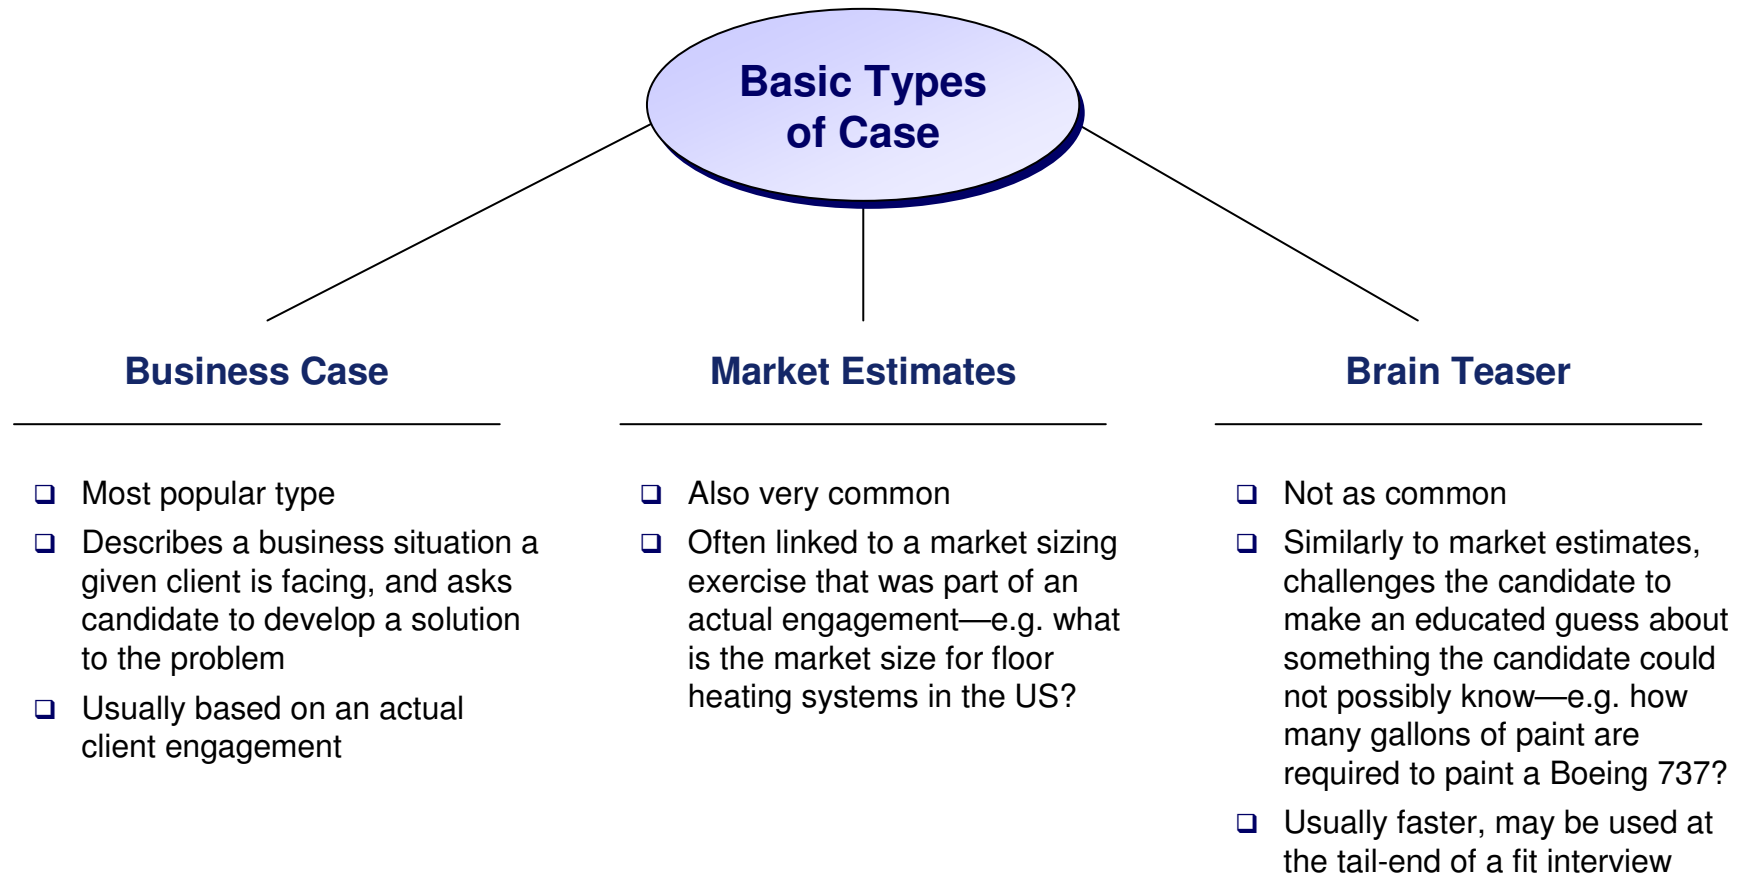 Basic Types
of Case
Business Case
Most popular type
Describes a business situation a
given client is facing, and asks
candidate to develop a solution
to the problem
Usually based on an actual
client engagement
Market Estimates
Also very common
Often linked to a market sizing
exercise that was part of an
actual engagement—e.g. what
is the market size for floor
heating systems in the US?
Brain Teaser
Not as common
Similarly to market estimates,
challenges the candidate to
make an educated guess about
something the candidate could
not possibly know—e.g. how
many gallons of paint are
required to paint a Boeing 737?
Usually faster, may be used at
the tail-end of a fit interview